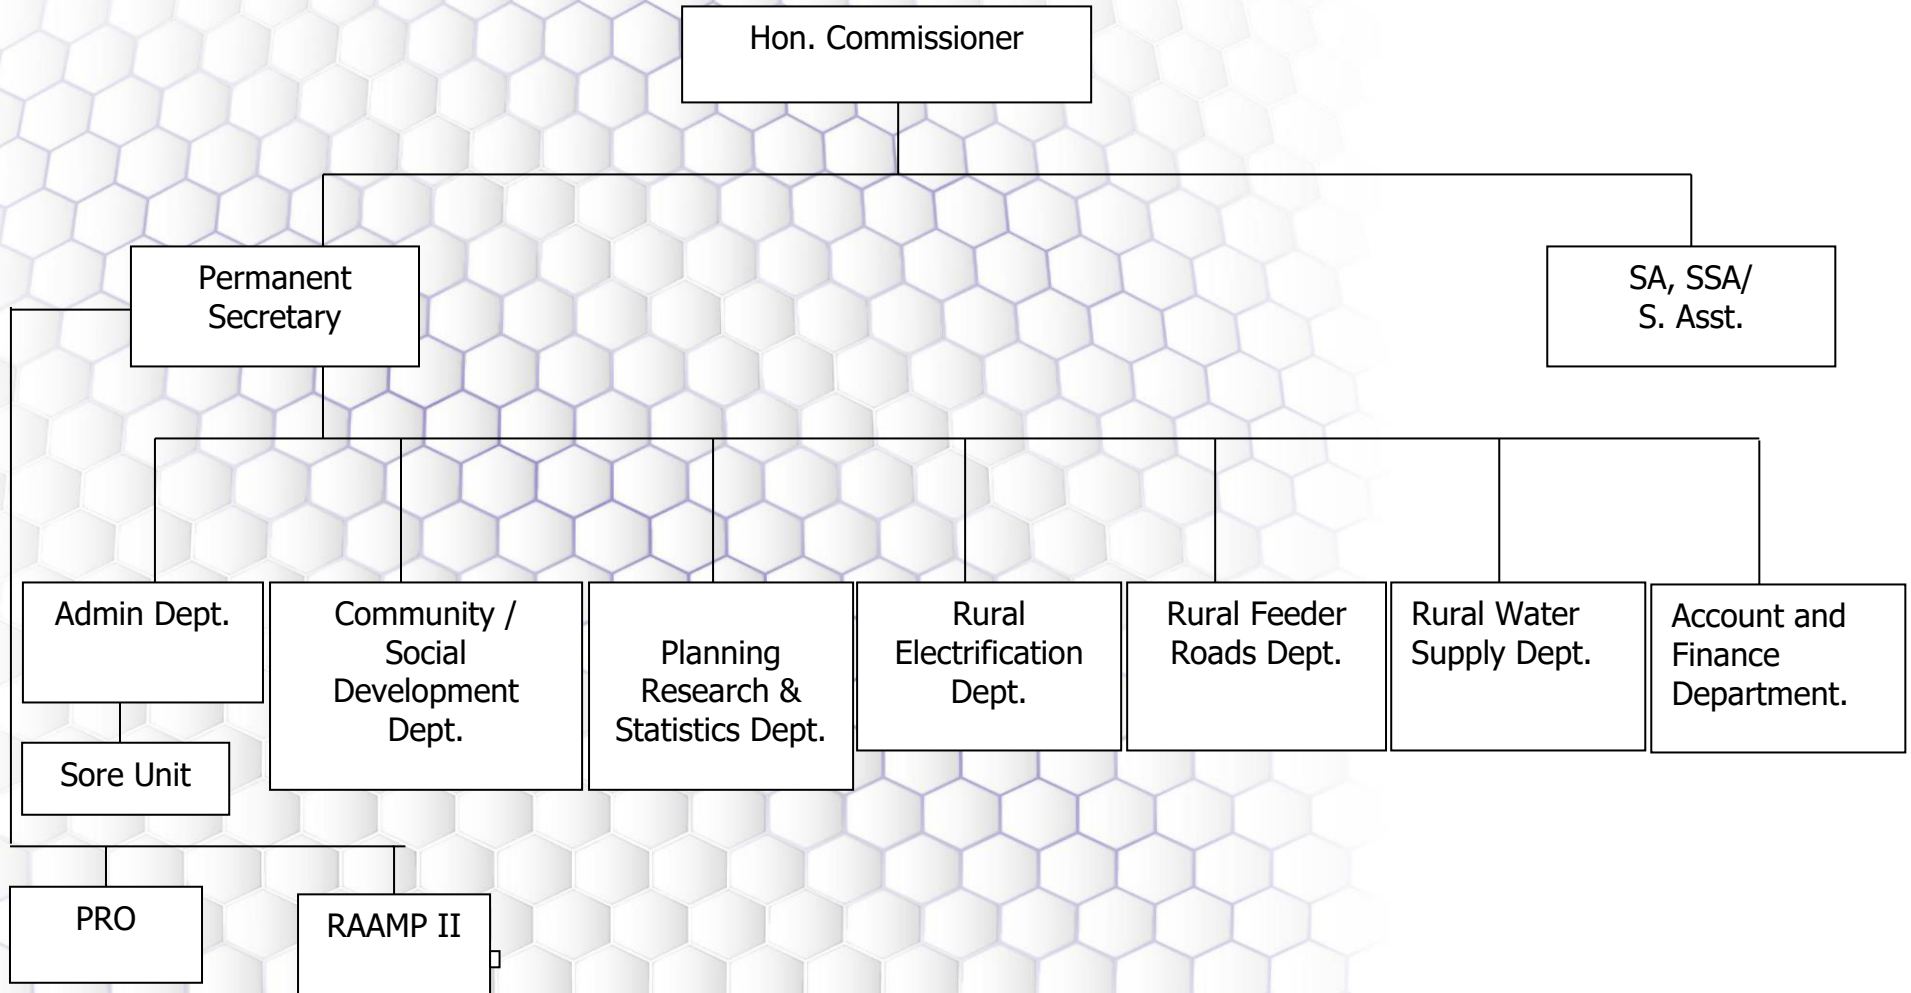 Hon. Commissioner
Permanent
Secretary
SA, SSA/
S. Asst.
Admin Dept.
Community /
Social
Development
Dept.
Planning
Research &
Statistics Dept.
Rural
Electrification
Dept.
Rural Feeder
Roads Dept.
Rural Water
Supply Dept.
Account and
Finance
Department.
Sore Unit
PRO
RAAMP II